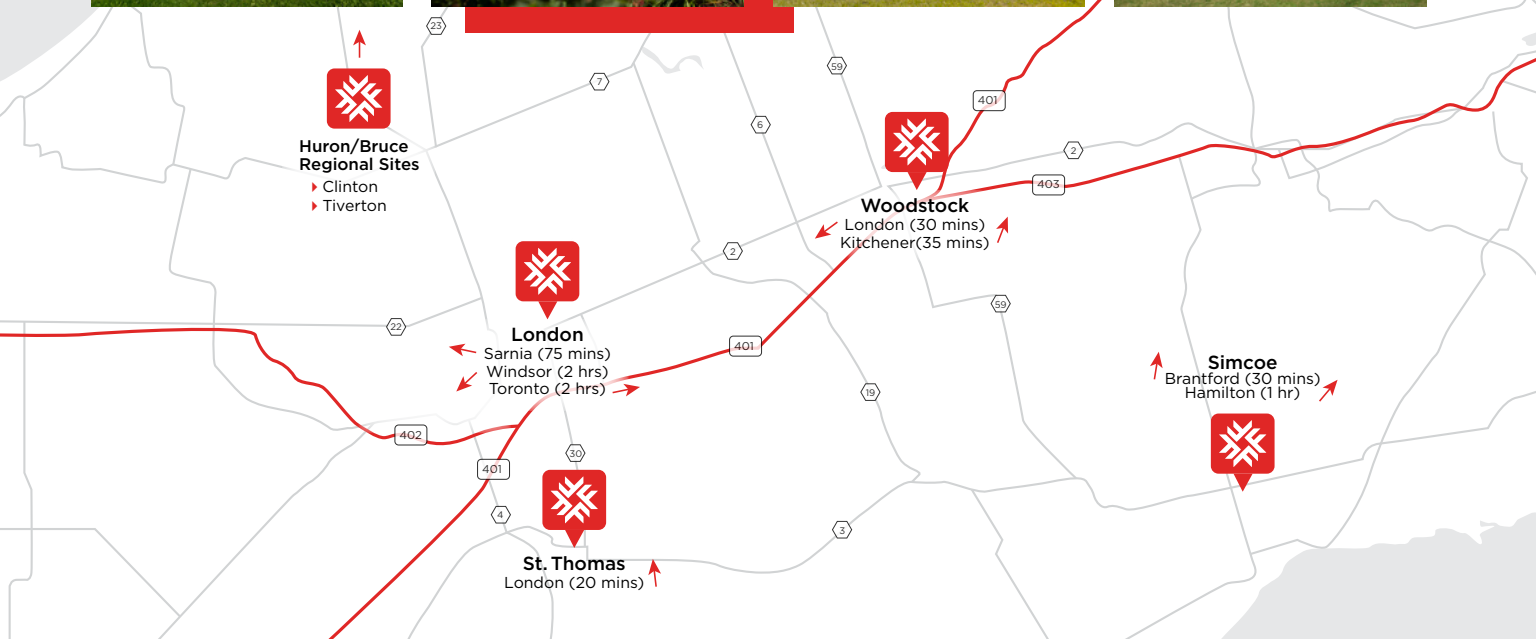 23
59
7
401
6
Huron/Bruce
Regional Sites
Clinton
Tiverton
2
403
Woodstock
London (30 mins)
Kitchener(35 mins)
2
59
22
London
Sarnia (75 mins)
Windsor (2 hrs)
Toronto (2 hrs)
401
Simcoe
Brantford (30 mins)
Hamilton (1 hr)
19
402
30
401
4
3
St. Thomas
London (20 mins)